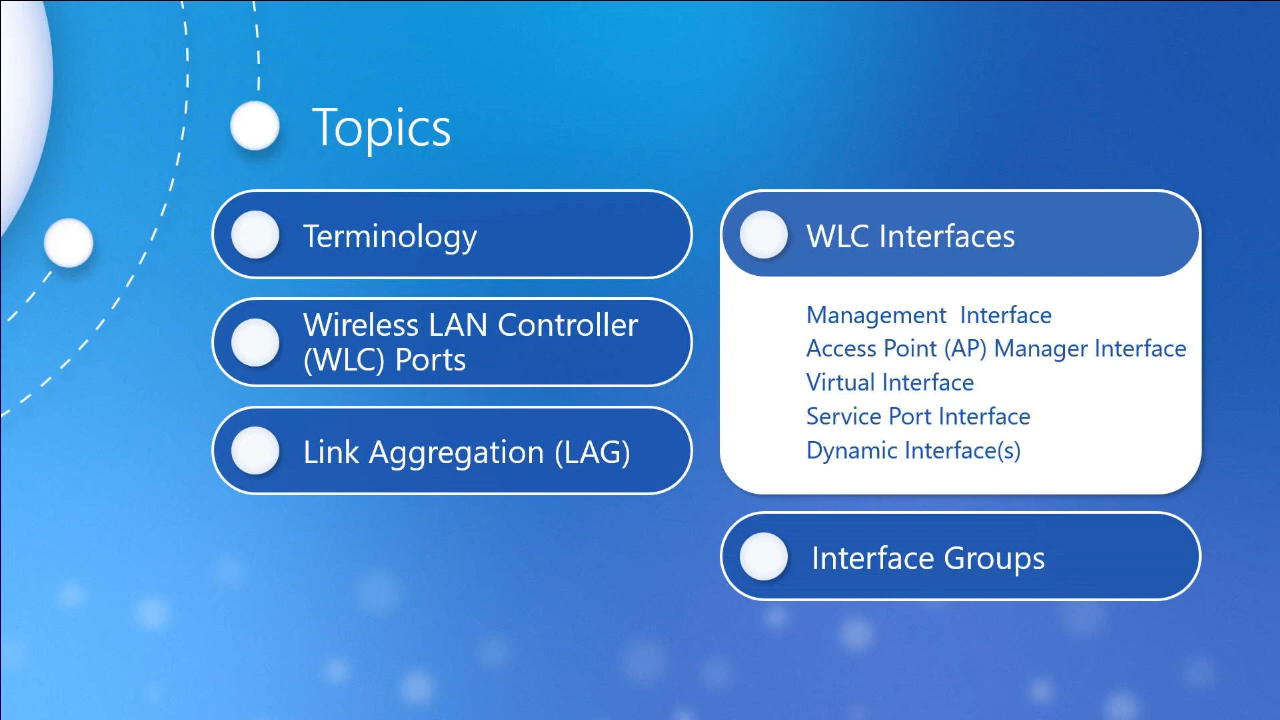 Topics
Terminology
Wireless LAN Controller
(WLC) Ports
Link Aggregation (LAG)
WLC Interfaces
Management  Interface
Access Point (AP) Manager Interface
Virtual Interface
Service Port Interface
Dynamic Interface(s)
Interface Groups